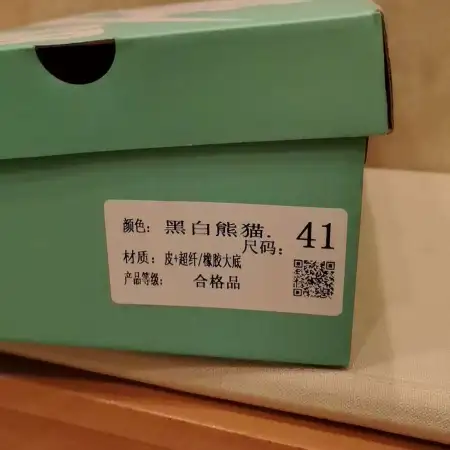 颜色: 黑白熊猫.
尺码: 41
材质: 皮+超纤/橡胶大底
产品等级: 合格品